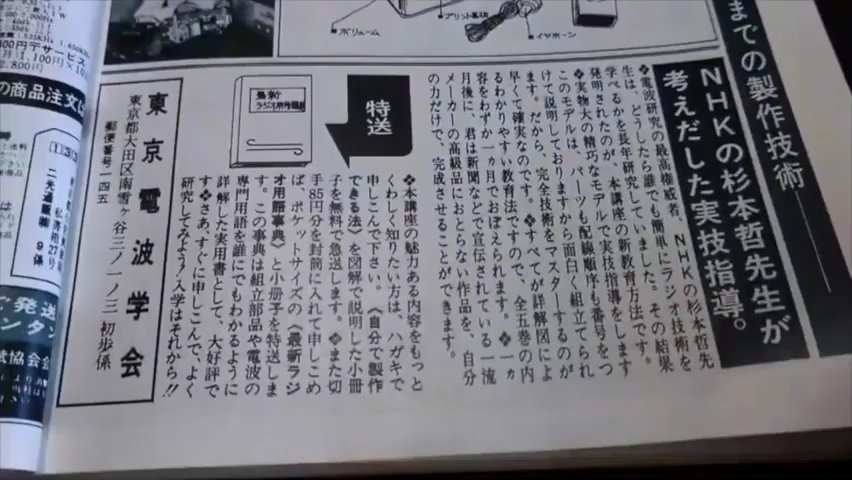 までの製作技術
NHKの杉本哲先生が
考えだした実技指導。
❖電波研究の最高権威者、NHKの杉本哲先
生は、どうしたら誰でも簡単にラジオ技術を
学べるかを長年研究していました。その結果
発明されたのが、本講座の新教育方法です。
❖実物大の精巧なモデルで実技指導をします
このモデルは、パーツも配線順序も番号をつ
けて説明しておりますから面白く組立てられ
ます。だから、完全技術をマスターするのが
早くて確実なのです。❖すべてが詳解図によ
るわかりやすい教育法ですので、全五巻の内
容をわずか一カ月でおぼえられます。❖一カ
月後に、君は新聞などで宣伝されている一流
メーカーの高級品におとらない作品を、自分
の力だけで、完成させることができます。
ボリューム
プリント基板
イヤホーン
特送
最新
ラジオ用語事典
❖本講座の魅力ある内容をもっと
くわしく知りたい方は、ハガキで
申しこんで下さい。《自分で製作
できる法》を図解で説明した小冊
子を無料で急送します。❖また切
手85円分を封前に入れて申しこめ
ば、ポケットサイズの《最新ラジ
オ用語事典》と小冊子を特送しま
す。この事典は組立部品や電波の
専門用語を誰にでもわかるように
詳解した実用書として、大好評で
す❖さあ、すぐに申しこんで、よく
研究してみよう!入学はそれから!!
東京電波学会
東京都大田区南雪ヶ谷三ノ一ノ三 初歩係
郵便番号一四五
の商品注文は